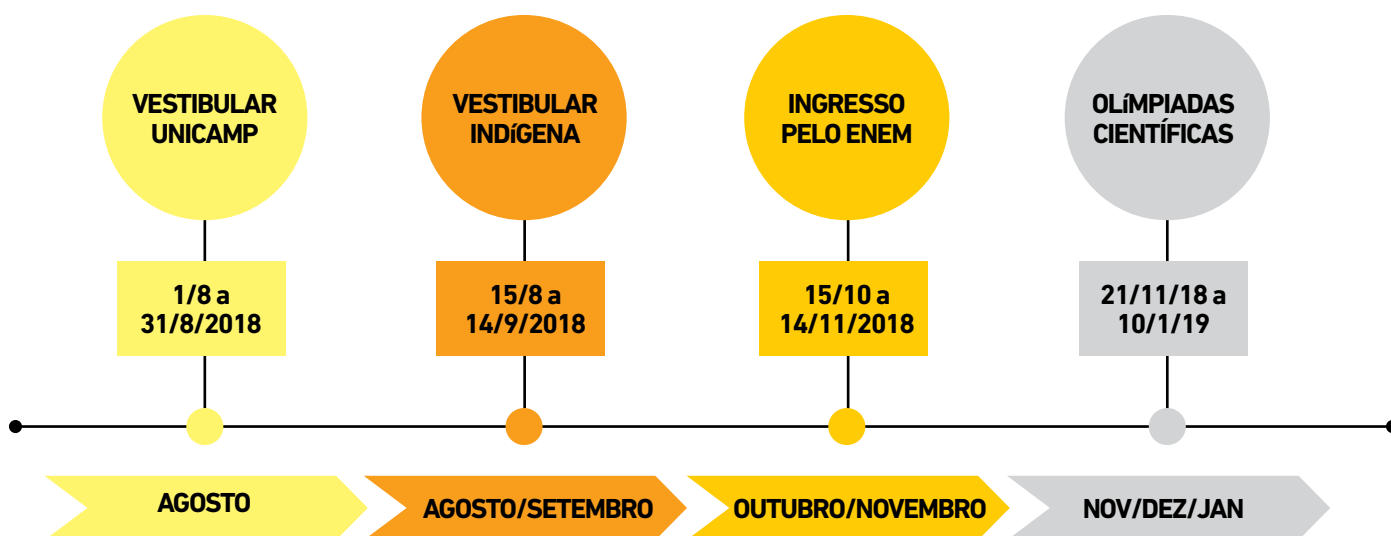 VESTIBULAR
UNICAMP
VESTIBULAR
INDíGENA
INGRESSO
PELO ENEM
OLíMPIADAS
CIENTÍFICAS
1/8 a
31/8/2018
15/8 a
14/9/2018
15/10 a
14/11/2018
21/11/18 a
10/1/19
AGOSTO
AGOSTO/SETEMBRO
OUTUBRO/NOVEMBRO
NOV/DEZ/JAN